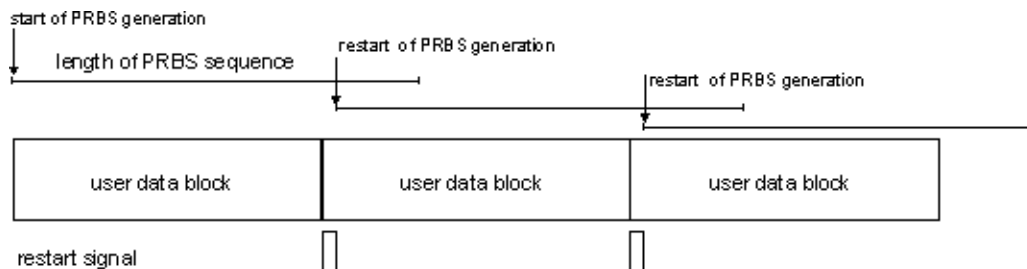 start of PRBS generation
restart of PRBS generation
length of PRBS sequence
restart of PRBS generation
user data block
user data block
user data block
restart signal